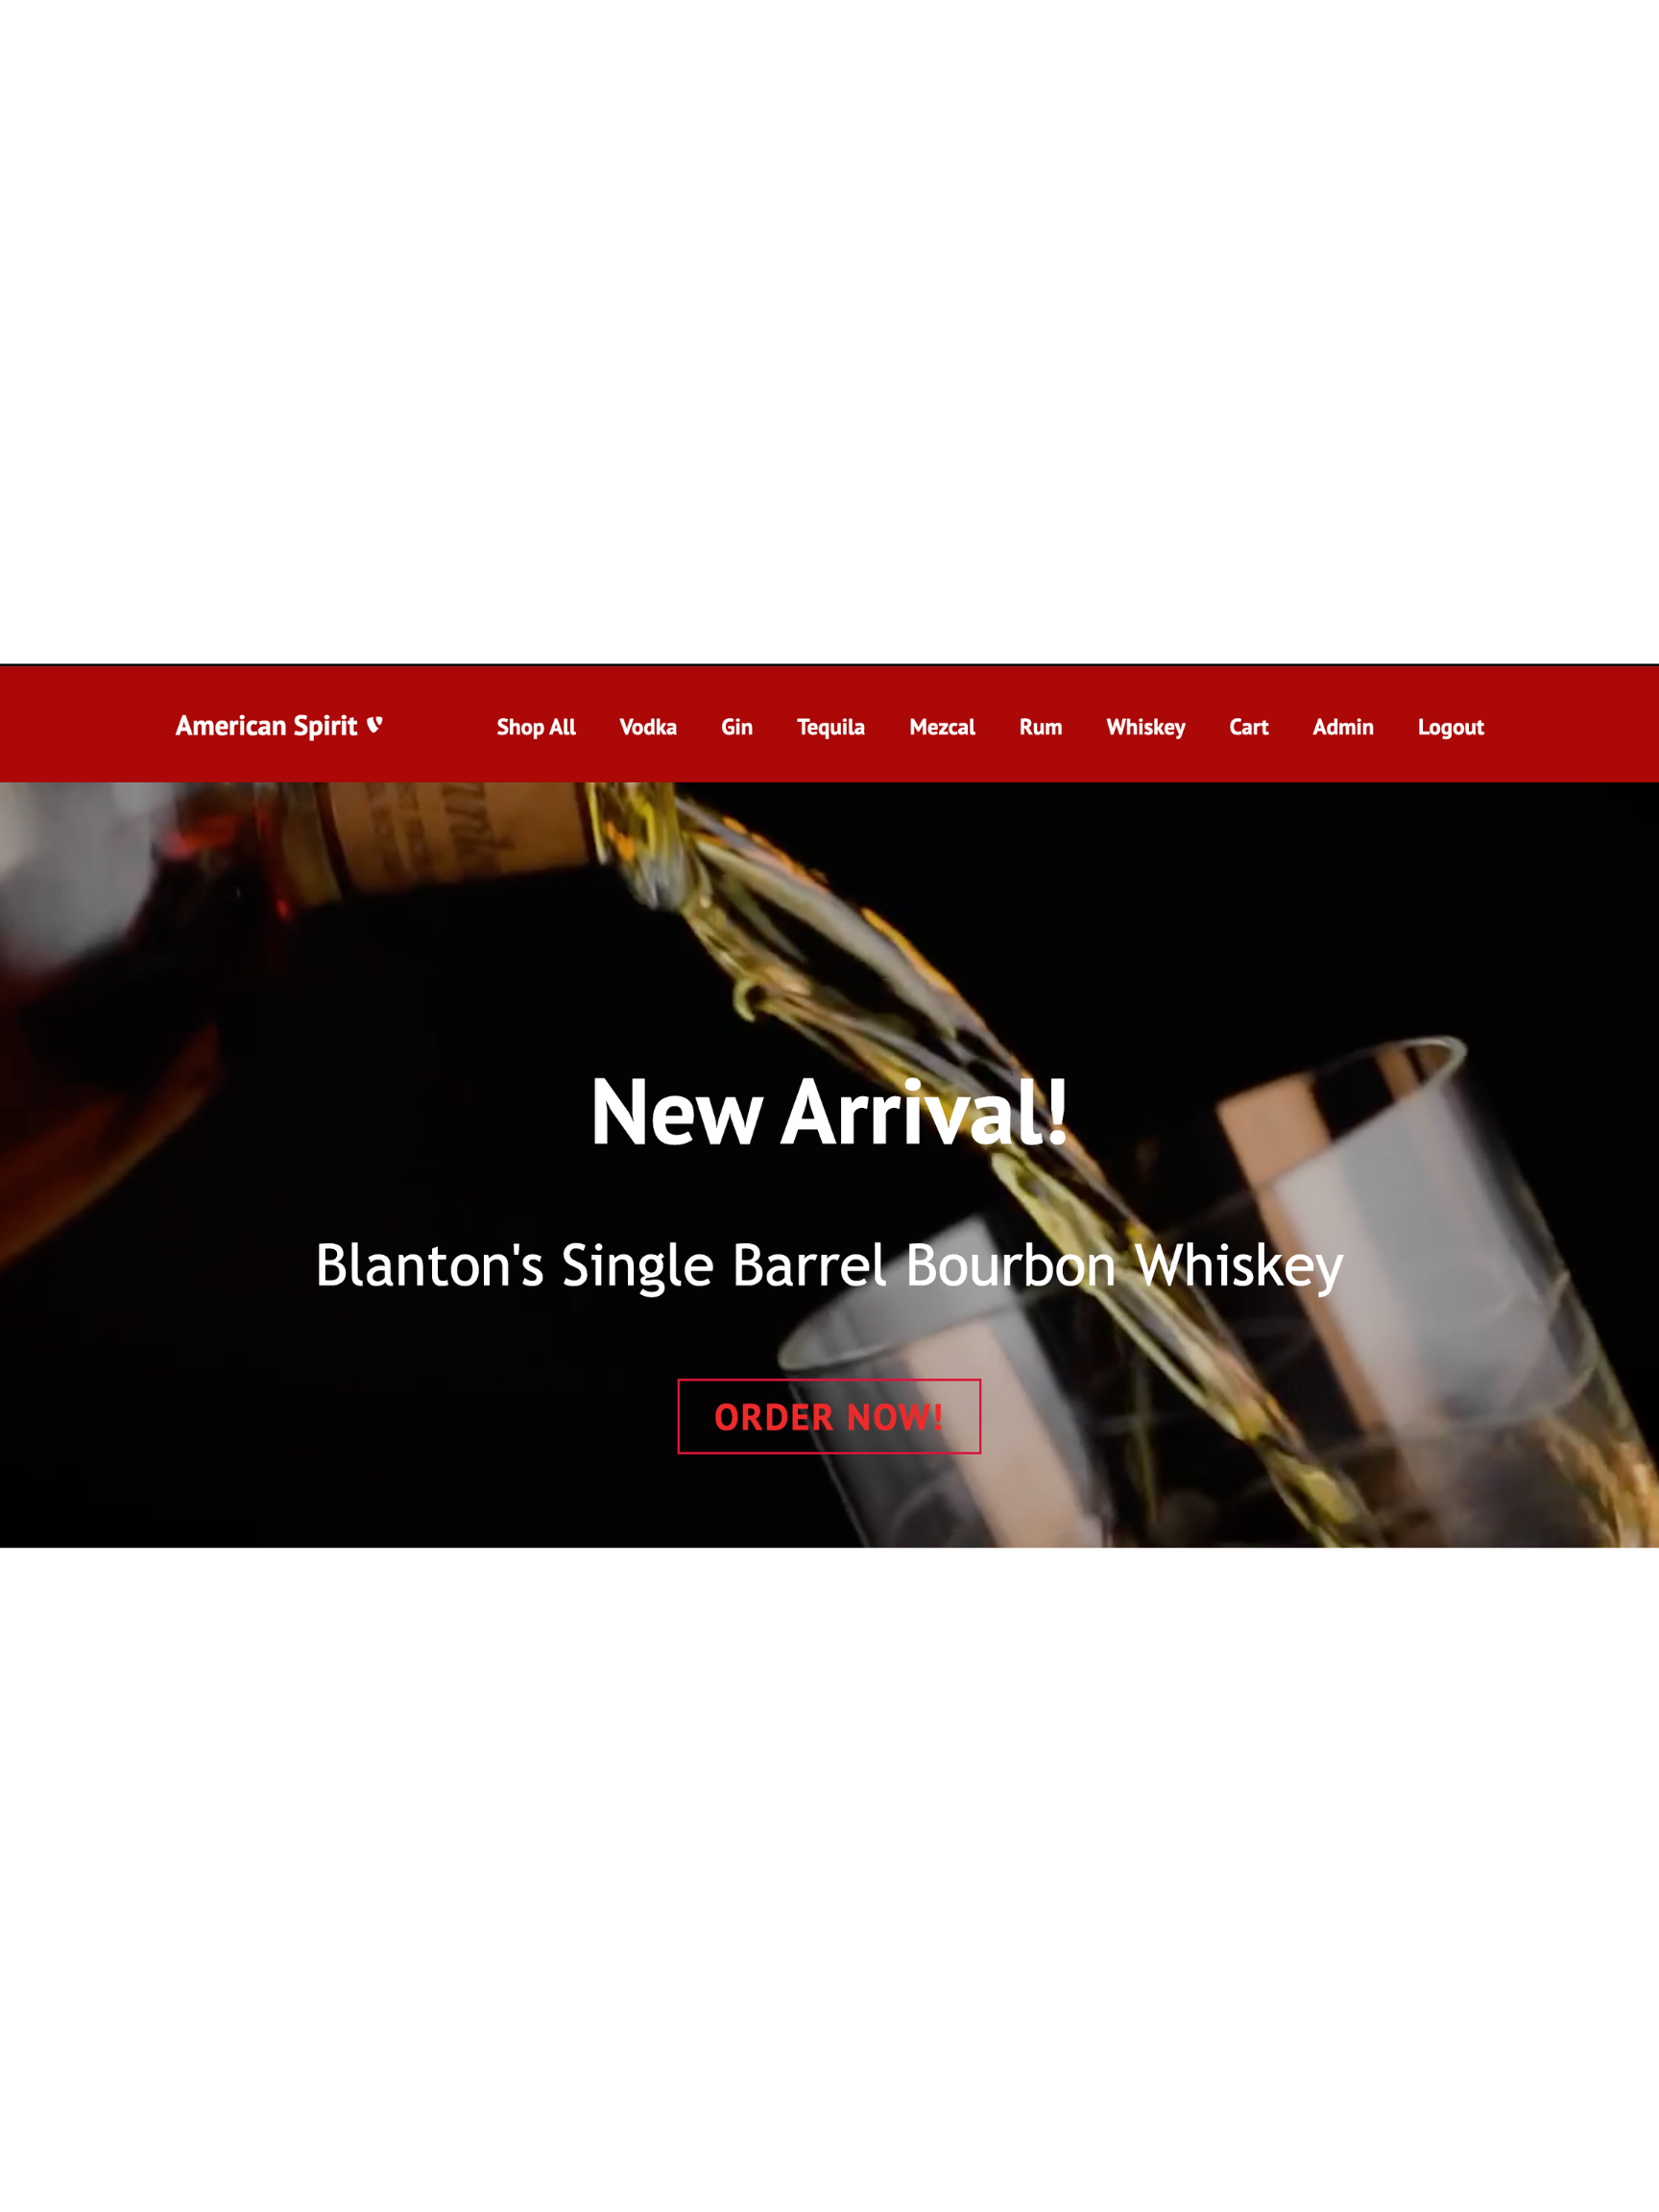 American Spirit
Shop All Vodka Gin Tequila Mezcal Rum Whiskey Cart Admin Logout
New Arrival!
Blanton's Single Barrel Bourbon Whiskey
ORDER NOW!